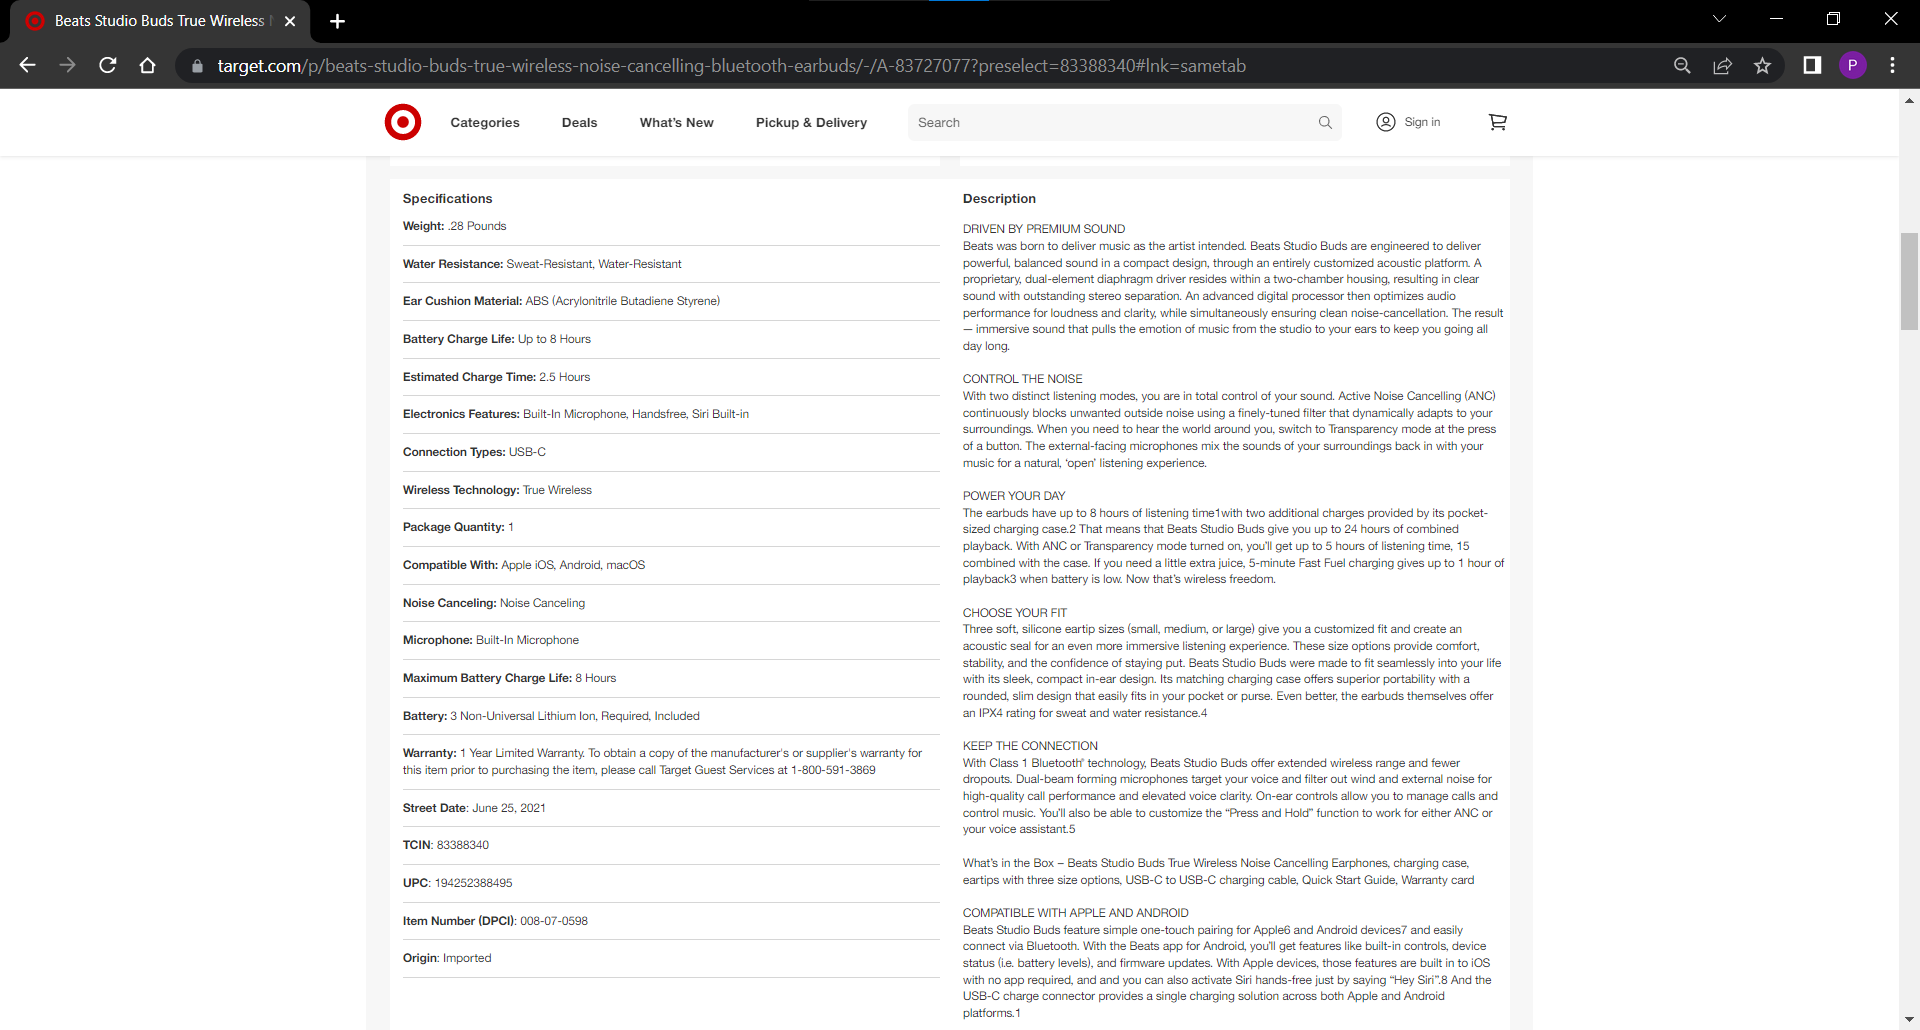 Beats Studio Buds True Wireless
target.com/p/beats-studio-buds-true-wireless-noise-cancelling-bluetooth-earbuds/-/A-83727077?preselect=83388340#lnk=sametab
P
Categories
Deals
What's New
Pickup & Delivery
Search
Sign in
Specifications
Weight: .28 Pounds
Water Resistance: Sweat-Resistant, Water-Resistant
Ear Cushion Material: ABS (Acrylonitrile Butadiene Styrene)
Battery Charge Life: Up to 8 Hours
Estimated Charge Time: 2.5 Hours
Electronics Features: Built-In Microphone, Handsfree, Siri Built-in
Connection Types: USB-C
Wireless Technology: True Wireless
Package Quantity: 1
Compatible With: Apple iOS, Android, macOS
Noise Canceling: Noise Canceling
Microphone: Built-In Microphone
Maximum Battery Charge Life: 8 Hours
Battery: 3 Non-Universal Lithium Ion, Required, Included
Warranty: 1 Year Limited Warranty. To obtain a copy of the manufacturer's or supplier's warranty for
this item prior to purchasing the item, please call Target Guest Services at 1-800-591-3869
Street Date: June 25, 2021
TCIN: 83388340
UPC: 194252388495
Item Number (DPCI): 008-07-0598
Origin: Imported
Description
DRIVEN BY PREMIUM SOUND
Beats was born to deliver music as the artist intended. Beats Studio Buds are engineered to deliver
powerful, balanced sound in a compact design, through an entirely customized acoustic platform. A
proprietary, dual-element diaphragm driver resides within a two-chamber housing, resulting in clear
sound with outstanding stereo separation. An advanced digital processor then optimizes audio
performance for loudness and clarity, while simultaneously ensuring clean noise-cancellation. The result
— immersive sound that pulls the emotion of music from the studio to your ears to keep you going all
day long.
CONTROL THE NOISE
With two distinct listening modes, you are in total control of your sound. Active Noise Cancelling (ANC)
continuously blocks unwanted outside noise using a finely-tuned filter that dynamically adapts to your
surroundings. When you need to hear the world around you, switch to Transparency mode at the press
of a button. The external-facing microphones mix the sounds of your surroundings back in with your
music for a natural, 'open' listening experience.
POWER YOUR DAY
The earbuds have up to 8 hours of listening time1with two additional charges provided by its pocket-
sized charging case.2 That means that Beats Studio Buds give you up to 24 hours of combined
playback. With ANC or Transparency mode turned on, you'll get up to 5 hours of listening time, 15
combined with the case. If you need a little extra juice, 5-minute Fast Fuel charging gives up to 1 hour of
playback3 when battery is low. Now that's wireless freedom.
CHOOSE YOUR FIT
Three soft, silicone eartip sizes (small, medium, or large) give you a customized fit and create an
acoustic seal for an even more immersive listening experience. These size options provide comfort,
stability, and the confidence of staying put. Beats Studio Buds were made to fit seamlessly into your life
with its sleek, compact in-ear design. Its matching charging case offers superior portability with a
rounded, slim design that easily fits in your pocket or purse. Even better, the earbuds themselves offer
an IPX4 rating for sweat and water resistance.4
KEEP THE CONNECTION
With Class 1 Bluetooth® technology, Beats Studio Buds offer extended wireless range and fewer
dropouts. Dual-beam forming microphones target your voice and filter out wind and external noise for
high-quality call performance and elevated voice clarity. On-ear controls allow you to manage calls and
control music. You'll also be able to customize the "Press and Hold" function to work for either ANC or
your voice assistant.5
What's in the Box – Beats Studio Buds True Wireless Noise Cancelling Earphones, charging case,
eartips with three size options, USB-C to USB-C charging cable, Quick Start Guide, Warranty card
COMPATIBLE WITH APPLE AND ANDROID
Beats Studio Buds feature simple one-touch pairing for Apple6 and Android devices7 and easily
connect via Bluetooth. With the Beats app for Android, you'll get features like built-in controls, device
status (i.e. battery levels), and firmware updates. With Apple devices, those features are built in to iOS
with no app required, and and you can also activate Siri hands-free just by saying "Hey Siri".8 And the
USB-C charge connector provides a single charging solution across both Apple and Android
platforms.1